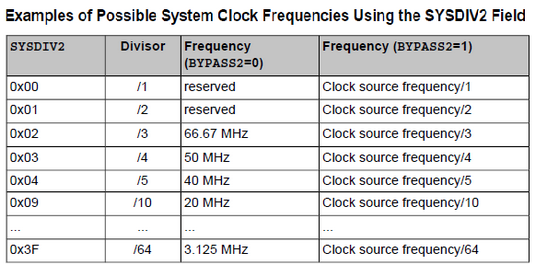 Examples of Possible System Clock Frequencies Using the SYSDIV2 Field
SYSDIV2 Divisor Frequency (BYPASS2=0) Frequency (BYPASS2=1)
0x00 /1 reserved Clock source frequency/1
0x01 /2 reserved Clock source frequency/2
0x02 /3 66.67 MHz Clock source frequency/3
0x03 /4 50 MHz Clock source frequency/4
0x04 /5 40 MHz Clock source frequency/5
0x09 /10 20 MHz Clock source frequency/10
... ... ... ...
0x3F /64 3.125 MHz Clock source frequency/64